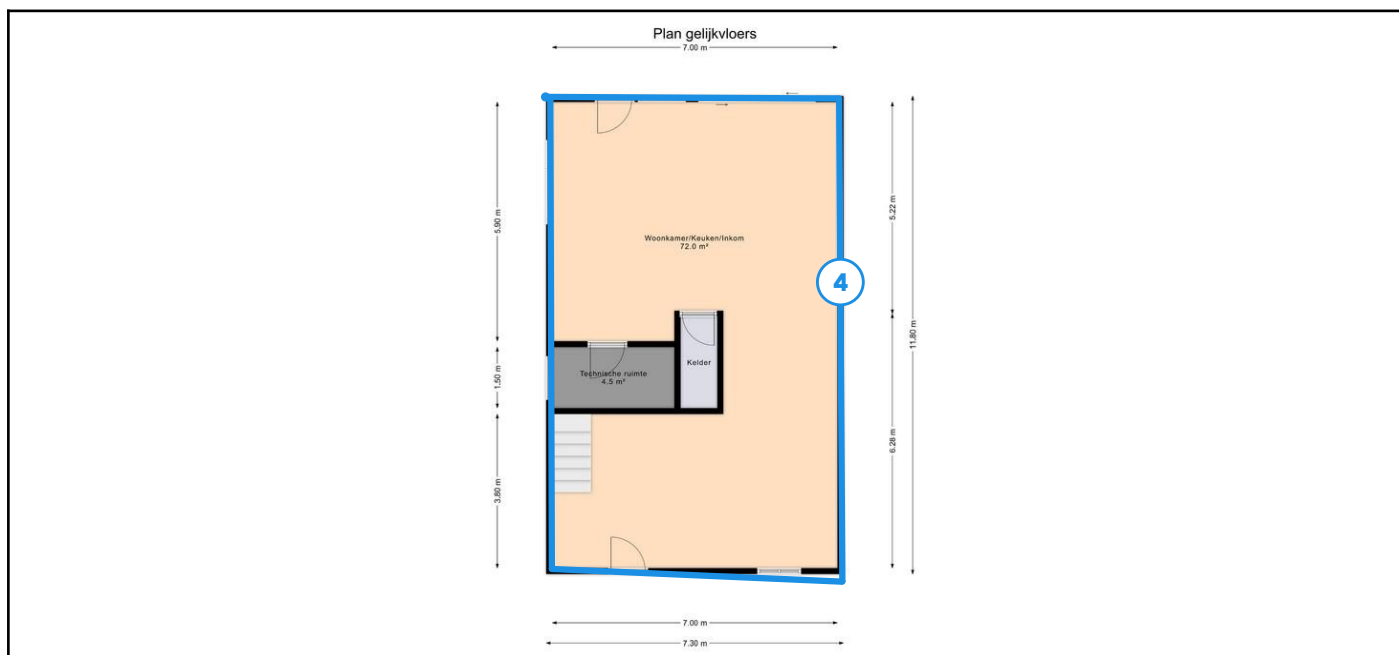 Plan gelijkvloers
7.00 m
5.90 m
5.22 m
Woonkamer/Keuken/Inkom
72.0 m²
4
11.80 m
Kelder
Technische ruimte
4.5 m²
1.50 m
6.28 m
3.80 m
7.00 m
7.30 m